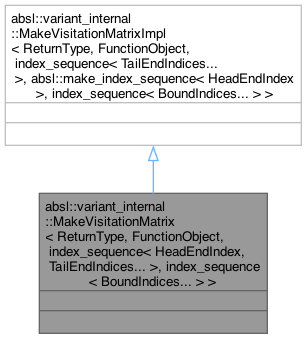 absl::variant_internal
::MakeVisitationMatrixImpl
< ReturnType, FunctionObject,
index_sequence< TailEndIndices...
>, absl::make_index_sequence< HeadEndIndex
>, index_sequence< BoundIndices... > >
absl::variant_internal
::MakeVisitationMatrix
< ReturnType, FunctionObject,
index_sequence< HeadEndIndex,
TailEndIndices... >, index_sequence
< BoundIndices... > >